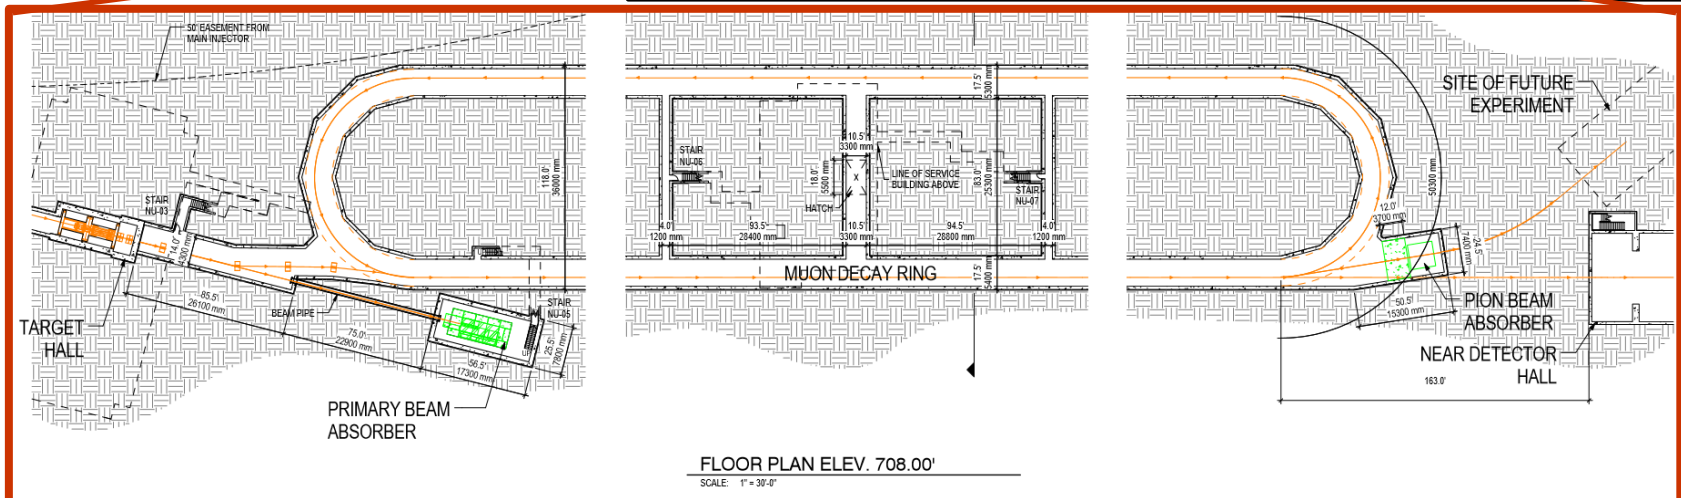 50' EASEMENT FROM
MAIN INJECTOR
STAIR
NU-03
14.0'
4300 mm
118.0'
36000 mm
85.5'
26100 mm
BEAM PIPE
75.0'
22900 mm
STAIR
NU-05
UP
25.5'
7800 mm
56.5'
17300 mm
TARGET
HALL
PRIMARY BEAM
ABSORBER
17.5'
5300 mm
10.5'
3300 mm
STAIR
NU-06
18.0'
5500 mm
X
LINE OF SERVICE
BUILDING ABOVE
83.0'
25300 mm
STAIR
NU-07
HATCH
4.0'
1200 mm
93.5'
28400 mm
10.5'
3300 mm
94.5'
28800 mm
4.0'
1200 mm
MUON DECAY RING
17.5'
5400 mm
SITE OF FUTURE
EXPERIMENT
50300 mm
12.0'
3700 mm
24.5'
7400 mm
50.5'
15300 mm
PION BEAM
ABSORBER
NEAR DETECTOR
HALL
163.0'
FLOOR PLAN ELEV. 708.00'
SCALE: 1" = 30'-0"